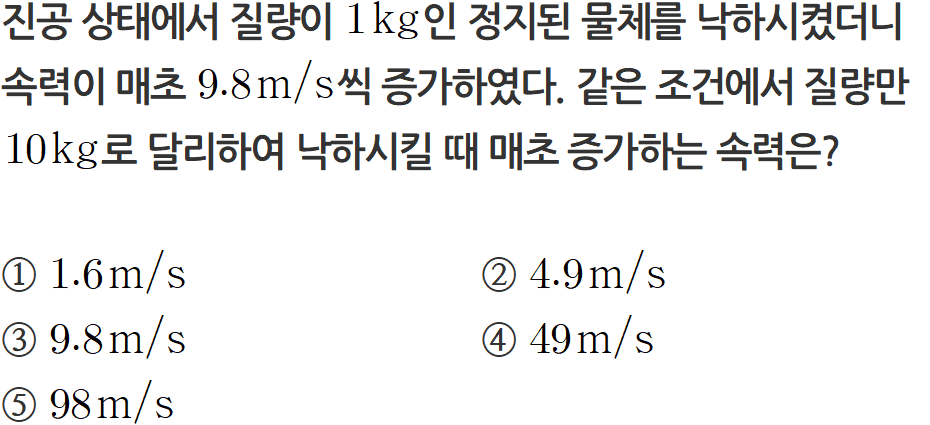 진공 상태에서 질량이 1kg인 정지된 물체를 낙하시켰더니
속력이 매초 9.8m/s씩 증가하였다. 같은 조건에서 질량만
10kg로 달리하여 낙하시킬 때 매초 증가하는 속력은?
① 1.6m/s ② 4.9m/s
③ 9.8m/s ④ 49m/s
⑤ 98m/s